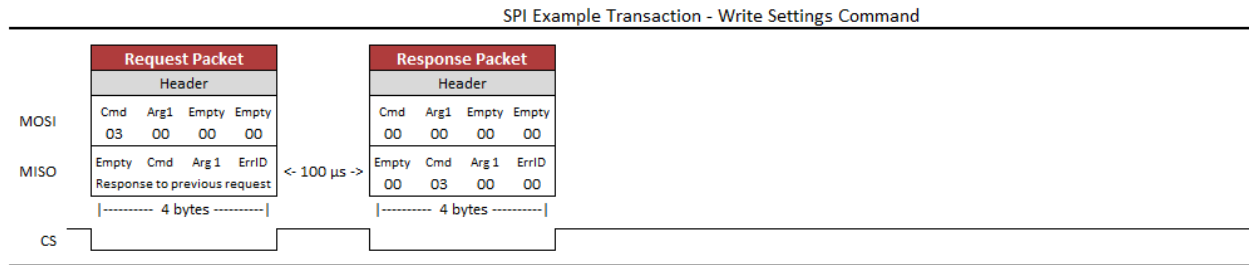 SPI Example Transaction - Write Settings Command
Request Packet Response Packet
Header Header
Cmd Arg1 Empty Empty Cmd Arg1 Empty Empty
MOSI
03 00 00 00 00 00 00 00
Empty Cmd Arg 1 ErrID Empty Cmd Arg 1 ErrID
MISO <- 100 µs ->
Response to previous request 00 03 00 00
|---------- 4 bytes ----------| |---------- 4 bytes ----------|
CS